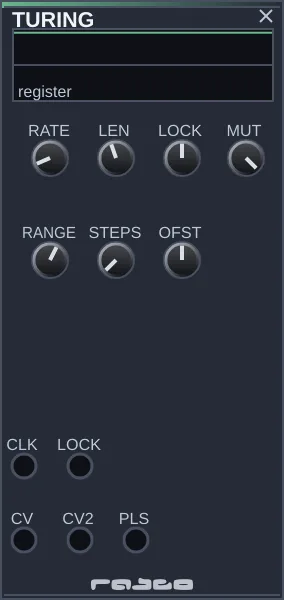 TURING
register
RATE LEN LOCK MUT
RANGE STEPS OFST
CLK LOCK
CV CV2 PLS